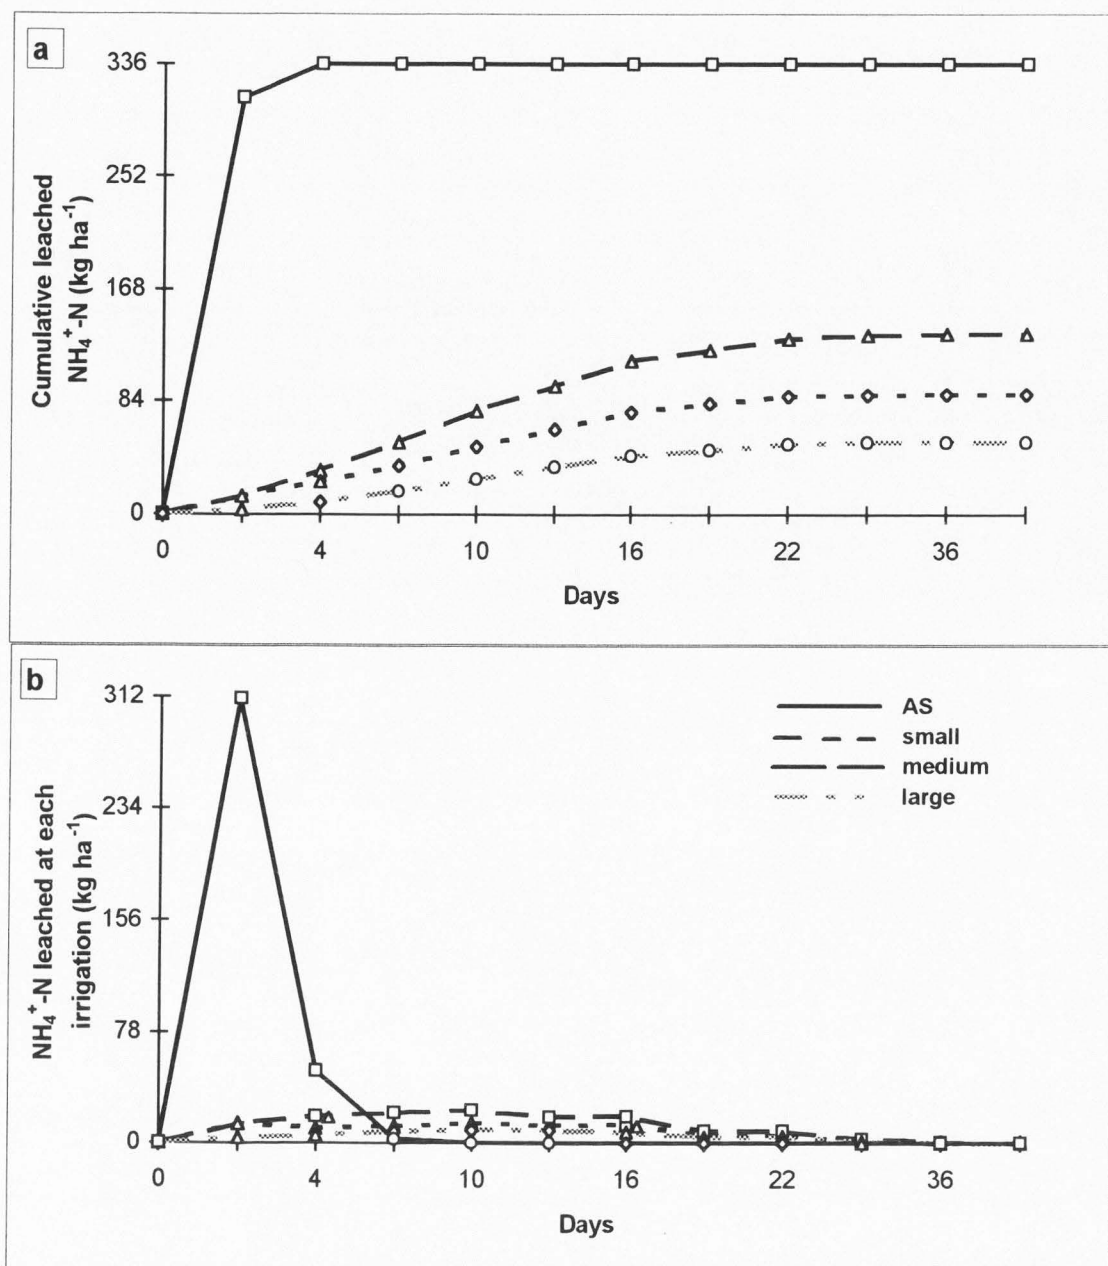 a
336
252
168
84
0
Cumulative leached
NH₄⁺-N (kg ha⁻¹)
0 4 10 16 22 36
Days
b
312
234
156
78
0
NH₄⁺-N leached at each
irrigation (kg ha⁻¹)
AS
small
medium
large
0 4 10 16 22 36
Days